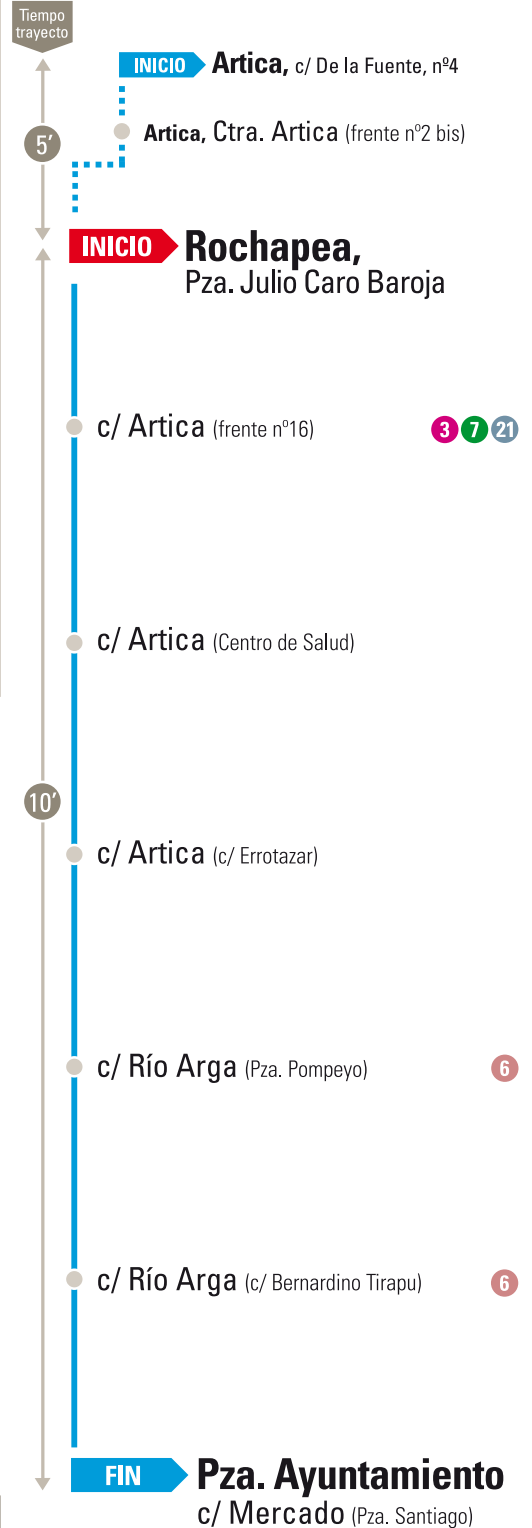 Tiempo
trayecto
INICIO Artica, c/ De la Fuente, nº4
5’
Artica, Ctra. Artica (frente nº2 bis)
INICIO Rochapea,
Pza. Julio Caro Baroja
c/ Artica (frente nº16) 3 7 21
c/ Artica (Centro de Salud)
10’
c/ Artica (c/ Errotazar)
c/ Río Arga (Pza. Pompeyo) 6
c/ Río Arga (c/ Bernardino Tirapu) 6
FIN Pza. Ayuntamiento
c/ Mercado (Pza. Santiago)